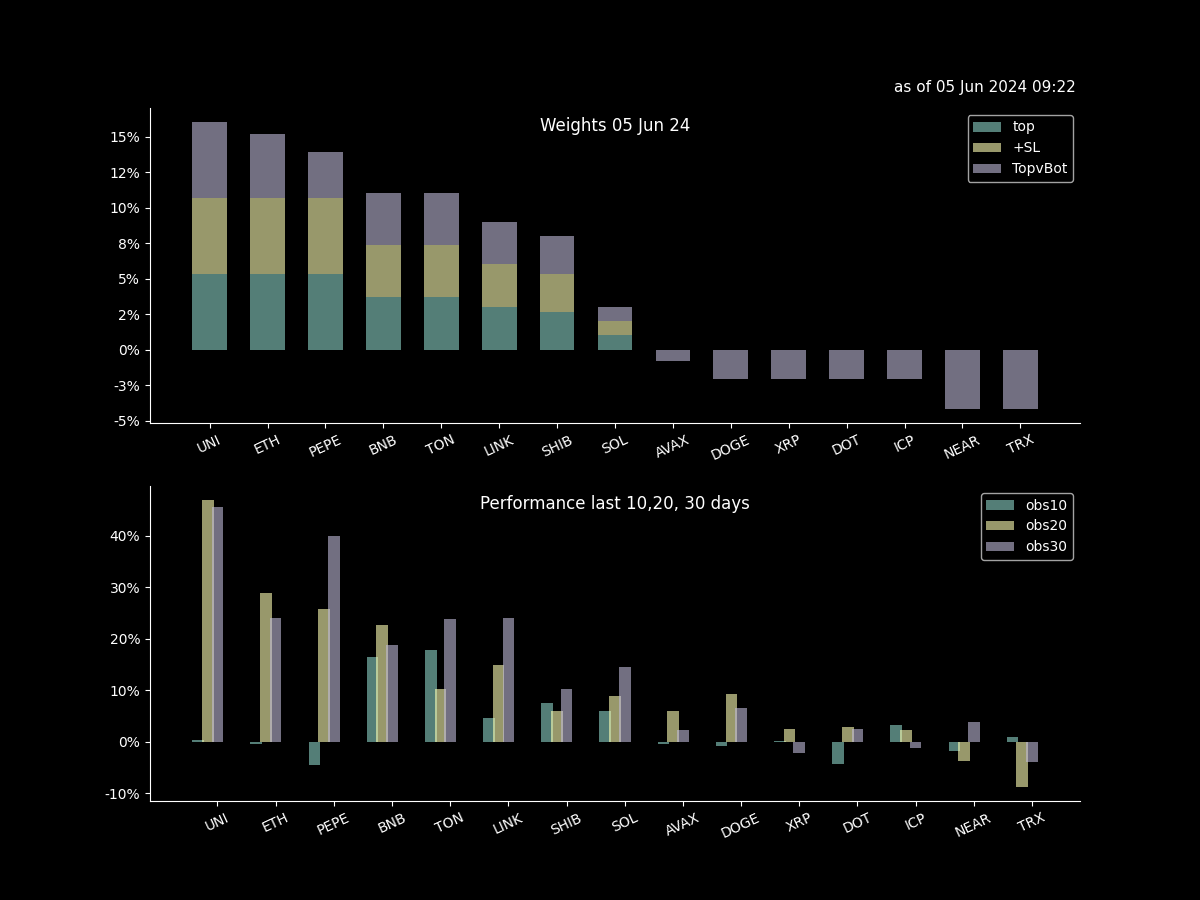 as of 05 Jun 2024 09:22
Weights 05 Jun 24
top
+SL
TopvBot
15%
12%
10%
8%
5%
2%
0%
-3%
-5%
UNI ETH PEPE BNB TON LINK SHIB SOL AVAX DOGE XRP DOT ICP NEAR TRX
Performance last 10,20, 30 days
obs10
obs20
obs30
40%
30%
20%
10%
0%
-10%
UNI ETH PEPE BNB TON LINK SHIB SOL AVAX DOGE XRP DOT ICP NEAR TRX